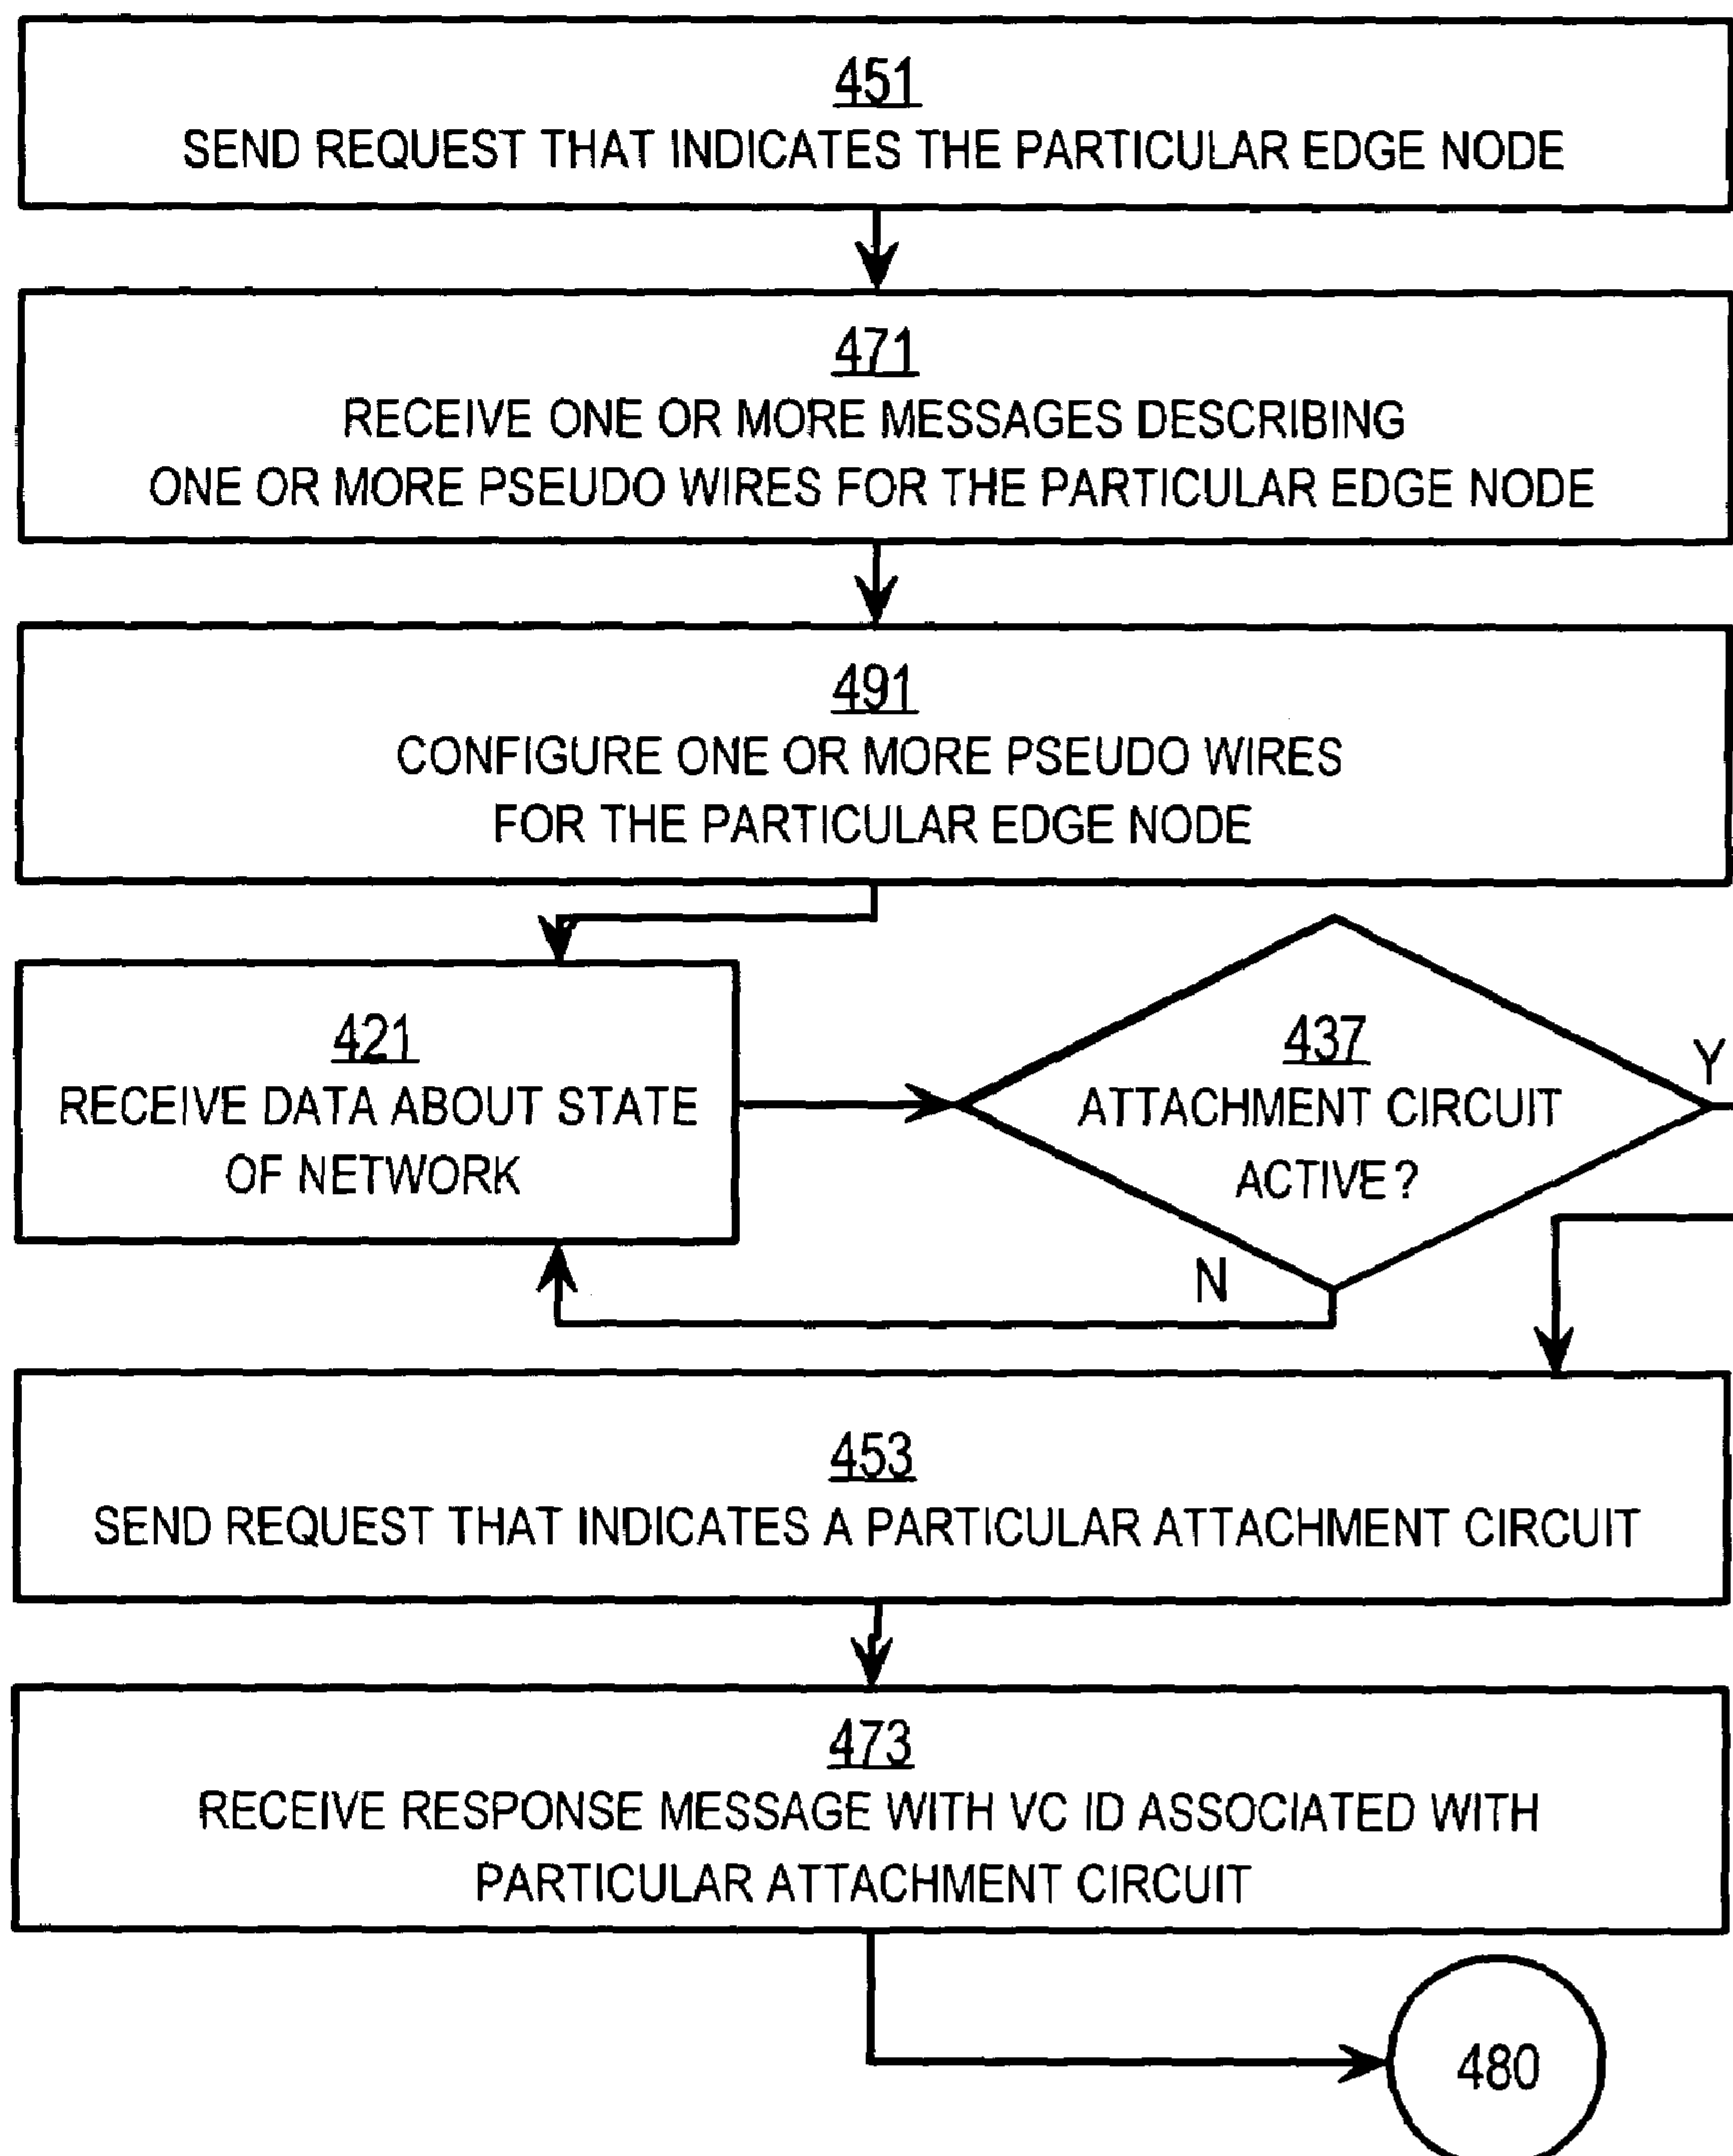 451
SEND REQUEST THAT INDICATES THE PARTICULAR EDGE NODE
471
RECEIVE ONE OR MORE MESSAGES DESCRIBING
ONE OR MORE PSEUDO WIRES FOR THE PARTICULAR EDGE NODE
491
CONFIGURE ONE OR MORE PSEUDO WIRES
FOR THE PARTICULAR EDGE NODE
421
RECEIVE DATA ABOUT STATE
OF NETWORK
437
ATTACHMENT CIRCUIT
ACTIVE?
Y
N
453
SEND REQUEST THAT INDICATES A PARTICULAR ATTACHMENT CIRCUIT
473
RECEIVE RESPONSE MESSAGE WITH VC ID ASSOCIATED WITH
PARTICULAR ATTACHMENT CIRCUIT
480